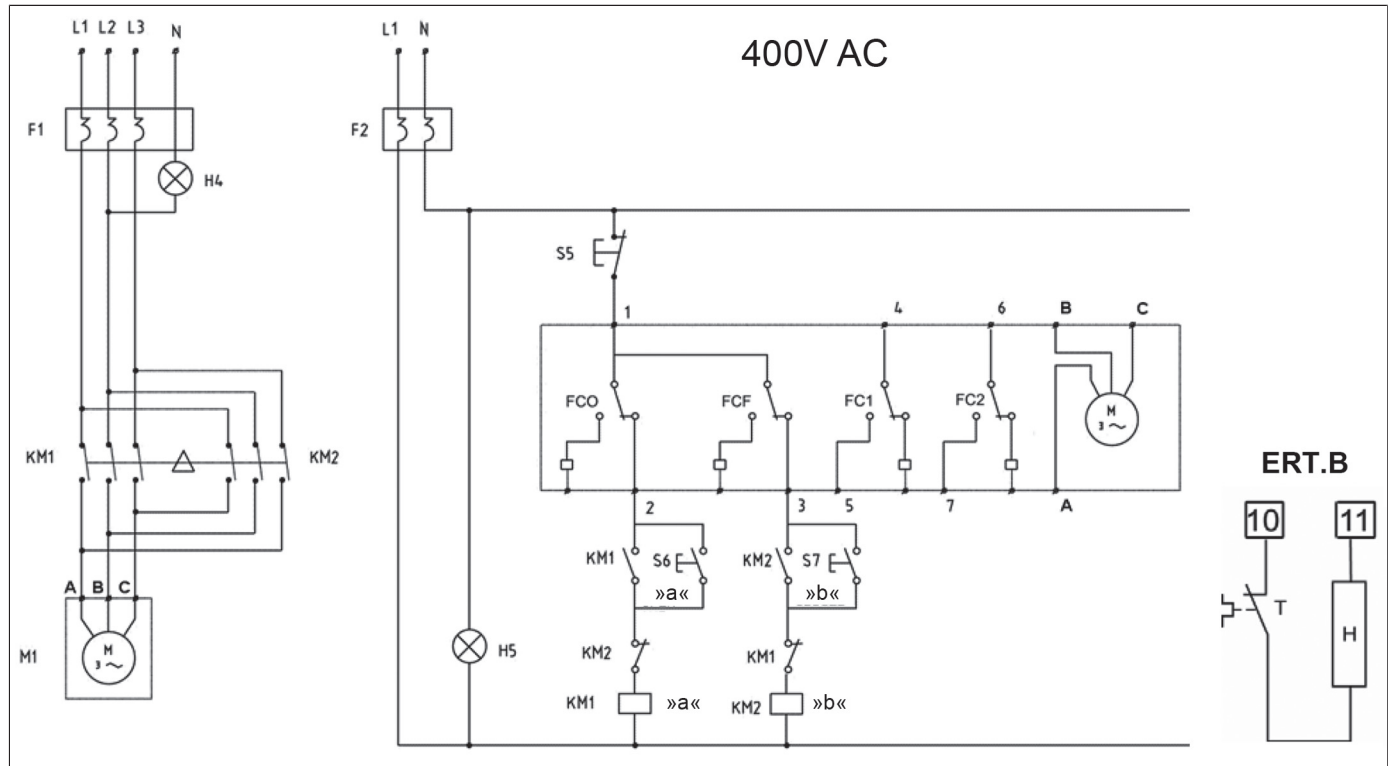 L1 L2 L3 N
L1 N
400V AC
F1
F2
H4
S5
1 4 6 B C
FCO FCF FC1 FC2
M
3 ~
KM1 KM2
2 3 5 7 A
ERT.B
10 11
KM1 S6 KM2 S7
»a« »b«
T
H
A B C
M1
M
3 ~
H5
KM2 KM1
KM1 »a« KM2 »b«